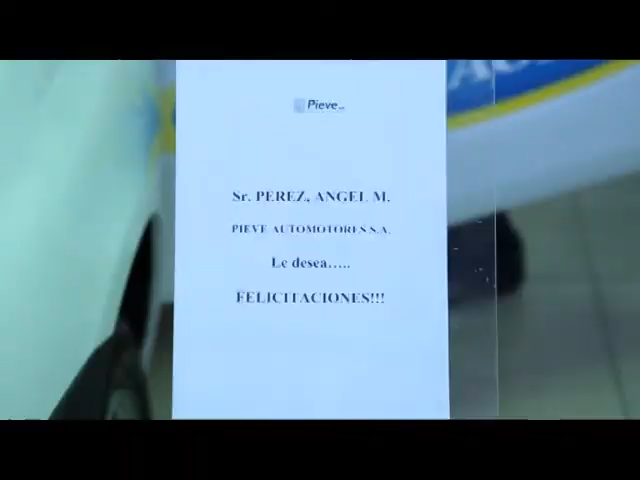 Pieve
Sr. PEREZ, ANGEL M.
PIEVE AUTOMOTORES S.A.
Le desea.....
FELICITACIONES!!!